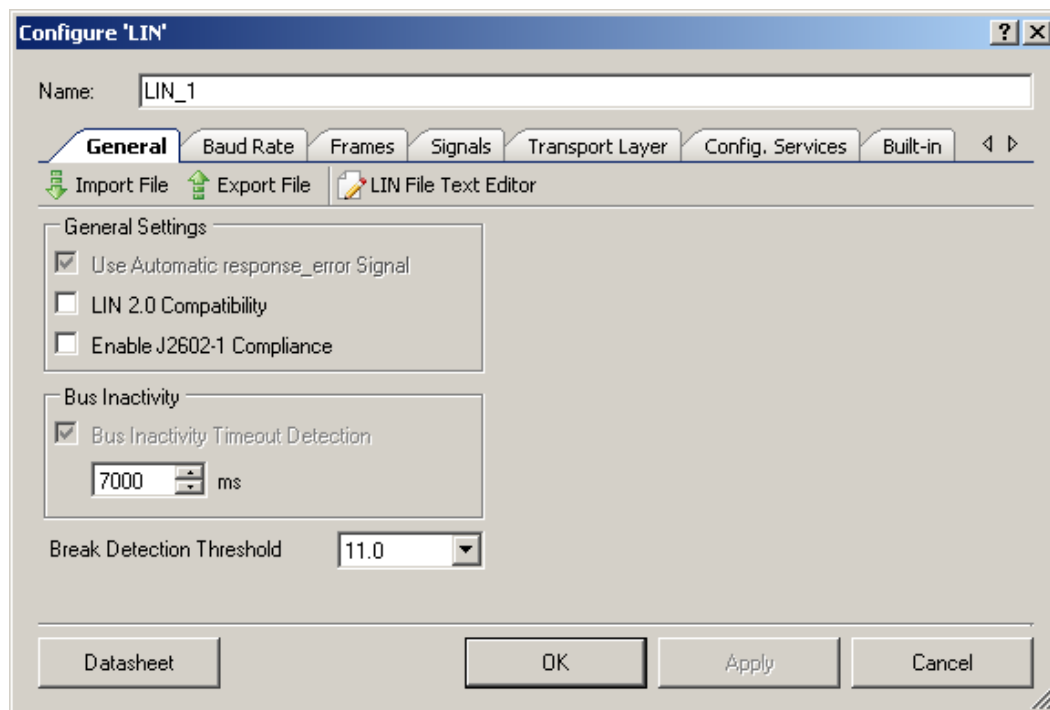 Configure 'LIN'
Name: LIN_1
General Baud Rate Frames Signals Transport Layer Config. Services Built-in
Import File Export File LIN File Text Editor
General Settings
Use Automatic response_error Signal
LIN 2.0 Compatibility
Enable J2602-1 Compliance
Bus Inactivity
Bus Inactivity Timeout Detection
7000 ms
Break Detection Threshold 11.0
Datasheet OK Apply Cancel